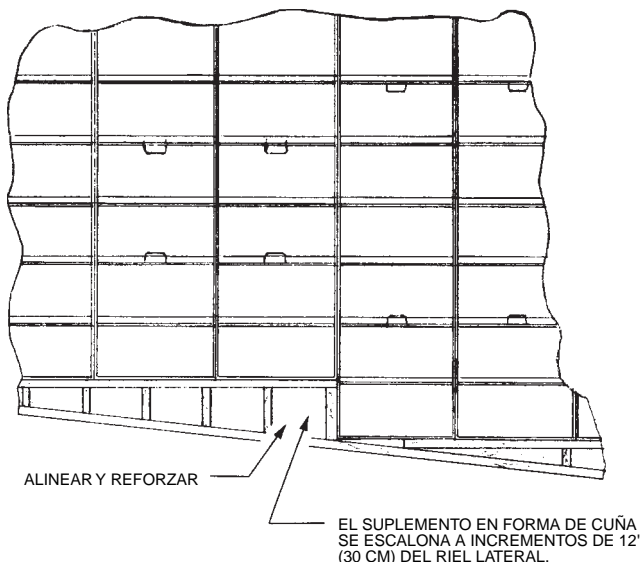 ALINEAR Y REFORZAR
EL SUPLEMENTO EN FORMA DE CUÑA
SE ESCALONA A INCREMENTOS DE 12"
(30 CM) DEL RIEL LATERAL.